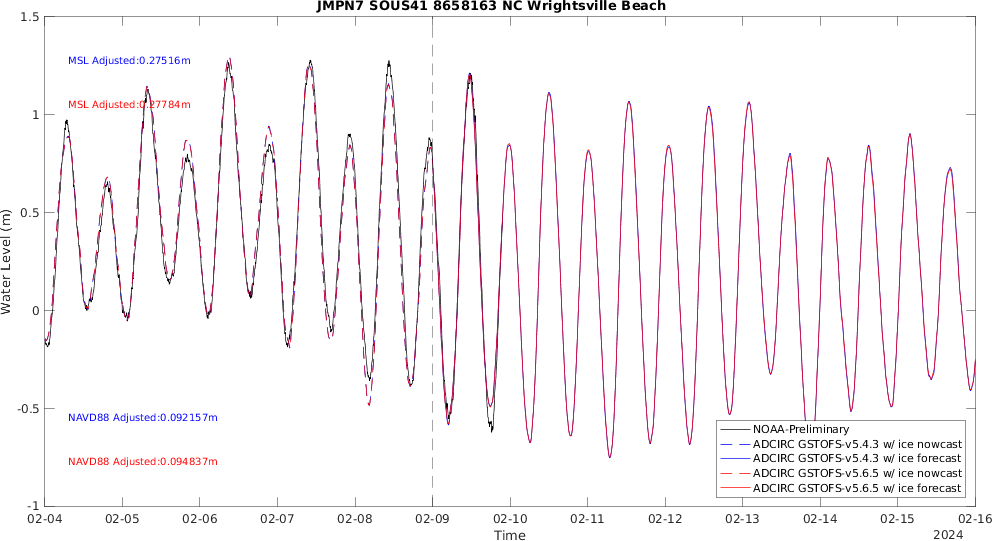 JMPN7 SOUS41 8658163 NC Wrightsville Beach
1.5
1
0.5
0
-0.5
-1
Water Level (m)
MSL Adjusted:0.27516m
MSL Adjusted:0.27784m
NAVD88 Adjusted:0.092157m
NAVD88 Adjusted:0.094837m
NOAA-Preliminary
ADCIRC GSTOFS-v5.4.3 w/ ice nowcast
ADCIRC GSTOFS-v5.4.3 w/ ice forecast
ADCIRC GSTOFS-v5.6.5 w/ ice nowcast
ADCIRC GSTOFS-v5.6.5 w/ ice forecast
02-04 02-05 02-06 02-07 02-08 02-09 02-10 02-11 02-12 02-13 02-14 02-15 02-16
Time
2024